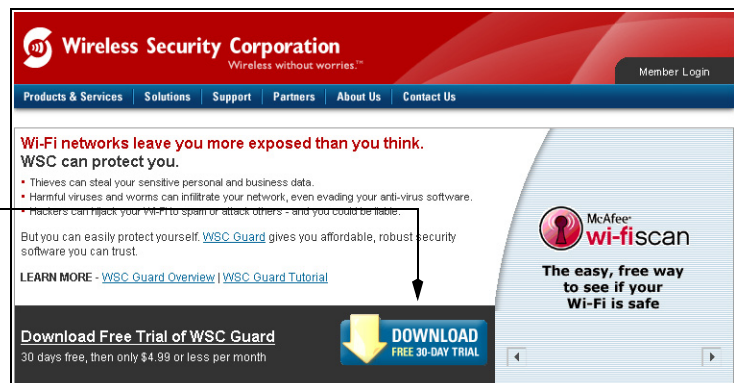 Wireless Security Corporation
Wireless without worries.™
Member Login
Products & Services Solutions Support Partners About Us Contact Us
Wi-Fi networks leave you more exposed than you think.
WSC can protect you.
• Thieves can steal your sensitive personal and business data.
• Harmful viruses and worms can infiltrate your network, even evading your anti-virus software.
• Hackers can hijack your Wi-Fi to spam or attack others - and you could be liable.
But you can easily protect yourself. WSC Guard gives you affordable, robust security
software you can trust.
LEARN MORE - WSC Guard Overview | WSC Guard Tutorial
Download Free Trial of WSC Guard
30 days free, then only $4.99 or less per month
DOWNLOAD
FREE 30-DAY TRIAL
McAfee®
wi-fiscan
The easy, free way
to see if your
Wi-Fi is safe